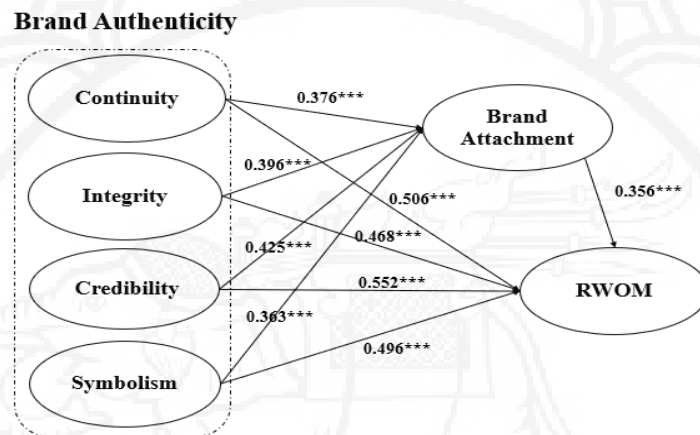 Brand Authenticity
Continuity
0.376***
Brand
Attachment
0.396***
Integrity
0.506***
0.356***
0.468***
0.425***
Credibility
0.552***
RWOM
0.363***
0.496***
Symbolism